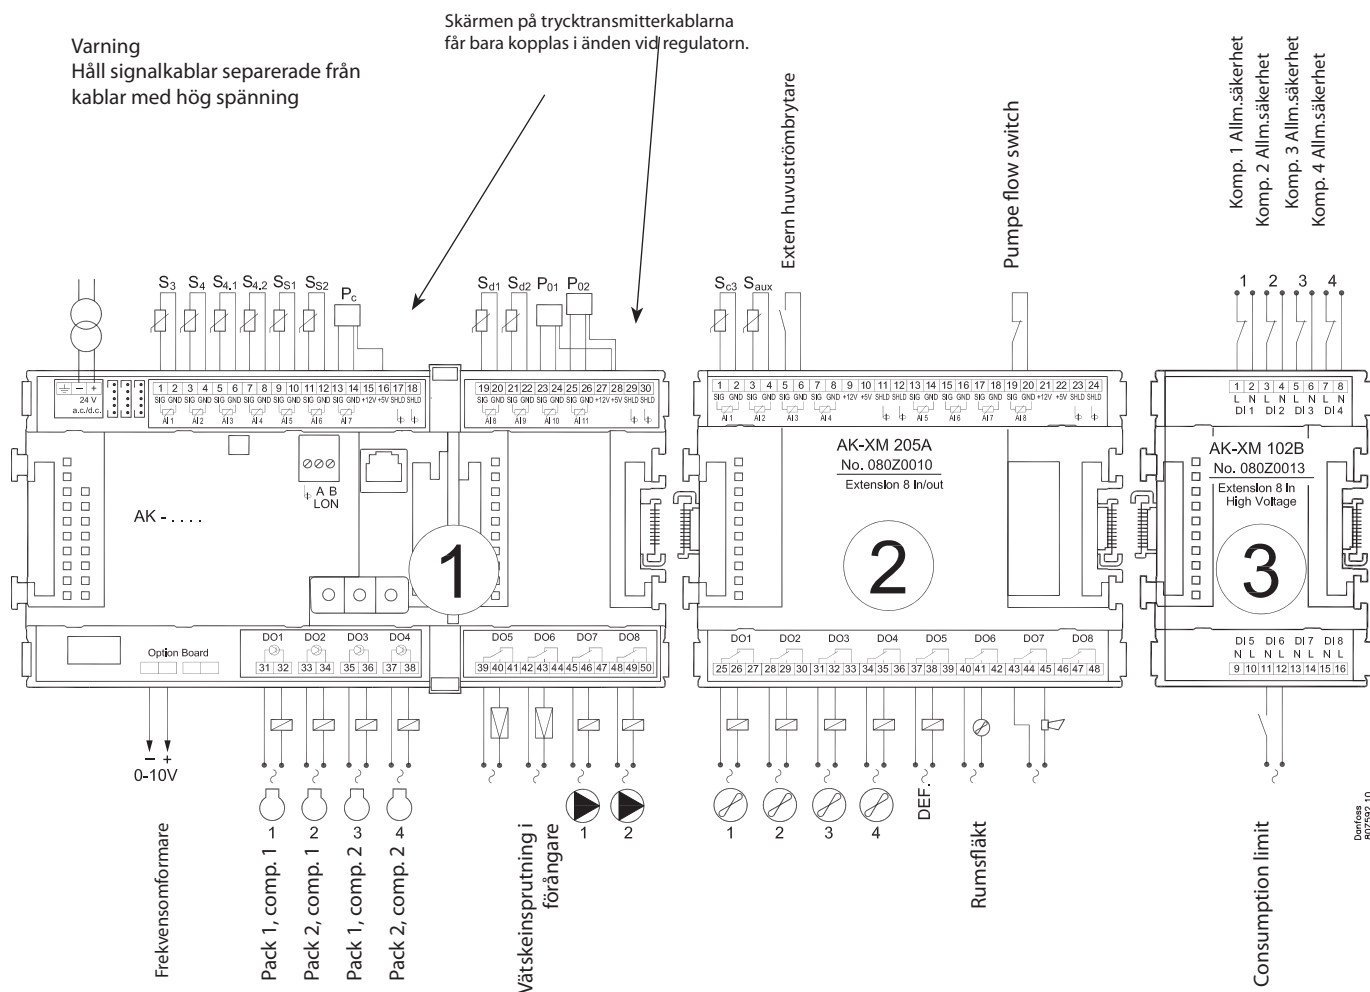 Varning
Håll signalkablar separerade från
kablar med hög spänning
Skärmen på trycktransmitterkablarna
får bara kopplas i änden vid regulatorn.
Extern huvuströmbrytare
Pumpe flow switch
Komp. 1 Allm.säkerhet
Komp. 2 Allm.säkerhet
Komp. 3 Allm.säkerhet
Komp. 4 Allm.säkerhet
S3 S4 S4.1 S4.2 SS1 SS2 Pc
Sd1 Sd2 P01 P02
Sc3 Saux
1 2 3 4
– +
24 V
a.c./d.c.
1 2 3 4 5 6 7 8 9 10 11 12 13 14 15 16 17 18
SIG GND SIG GND SIG GND SIG GND SIG GND SIG GND SIG GND +12V +5V SHLD SHLD
AI 1 AI 2 AI 3 AI 4 AI 5 AI 6 AI 7
19 20 21 22 23 24 25 26 27 28 29 30
SIG GND SIG GND SIG GND SIG GND +12V +5V SHLD SHLD
AI 8 AI 9 AI 10 AI 11
1 2 3 4 5 6 7 8 9 10 11 12 13 14 15 16 17 18 19 20 21 22 23 24
SIG GND SIG GND SIG GND SIG GND +12V +5V SHLD SHLD SIG GND SIG GND SIG GND SIG GND +12V +5V SHLD SHLD
AI 1 AI 2 AI 3 AI 4 AI 5 AI 6 AI 7 AI 8
1 2 3 4 5 6 7 8
L N L N L N L N
DI 1 DI 2 DI 3 DI 4
A B
LON
AK - . . . .
1
AK-XM 205A
No. 080Z0010
Extension 8 In/out
2
AK-XM 102B
No. 080Z0013
Extension 8 In
High Voltage
3
Option Board
DO1 DO2 DO3 DO4
31 32 33 34 35 36 37 38
DO5 DO6 DO7 DO8
39 40 41 42 43 44 45 46 47 48 49 50
DO1 DO2 DO3 DO4 DO5 DO6 DO7 DO8
25 26 27 28 29 30 31 32 33 34 35 36 37 38 39 40 41 42 43 44 45 46 47 48
DI 5 DI 6 DI 7 DI 8
N L N L N L N L
9 10 11 12 13 14 15 16
– +
0-10V
1 2 3 4
1 2
1 2 3 4
DEF.
Frekvensomformare
Pack 1, comp. 1
Pack 2, comp. 1
Pack 1, comp. 2
Pack 2, comp. 2
Vätskeinsprutning i
förångare
Rumsfläkt
Consumption limit
Danfoss
80Z592.10